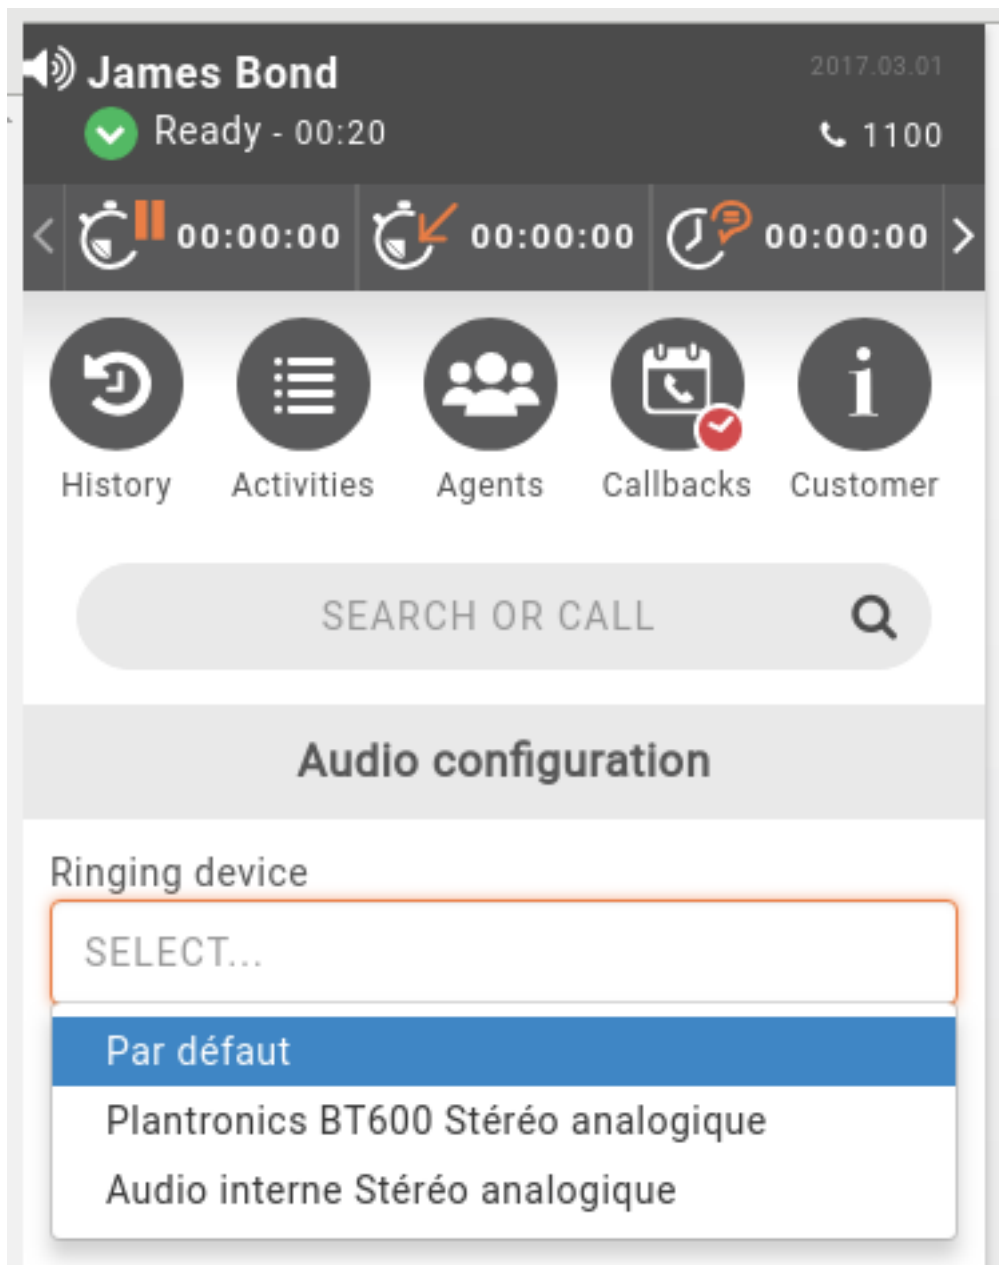 James Bond
2017.03.01
Ready - 00:20
1100
00:00:00 00:00:00 00:00:00
History Activities Agents Callbacks Customer
SEARCH OR CALL
Audio configuration
Ringing device
SELECT...
Par défaut
Plantronics BT600 Stéréo analogique
Audio interne Stéréo analogique